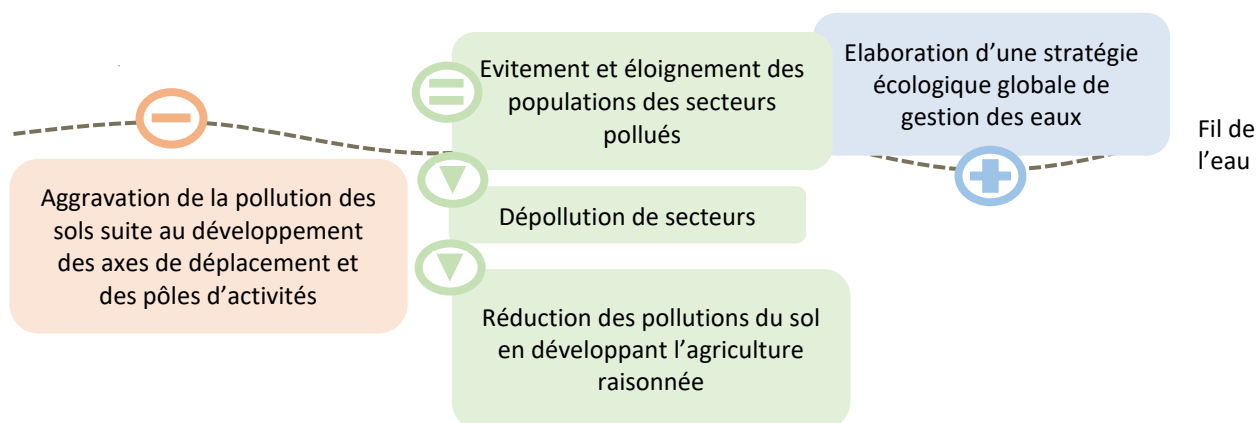 Aggravation de la pollution des
sols suite au développement
des axes de déplacement et
des pôles d’activités
Evitement et éloignement des
populations des secteurs
pollués
Dépollution de secteurs
Réduction des pollutions du sol
en développant l’agriculture
raisonnée
Elaboration d’une stratégie
écologique globale de
gestion des eaux
Fil de
l’eau